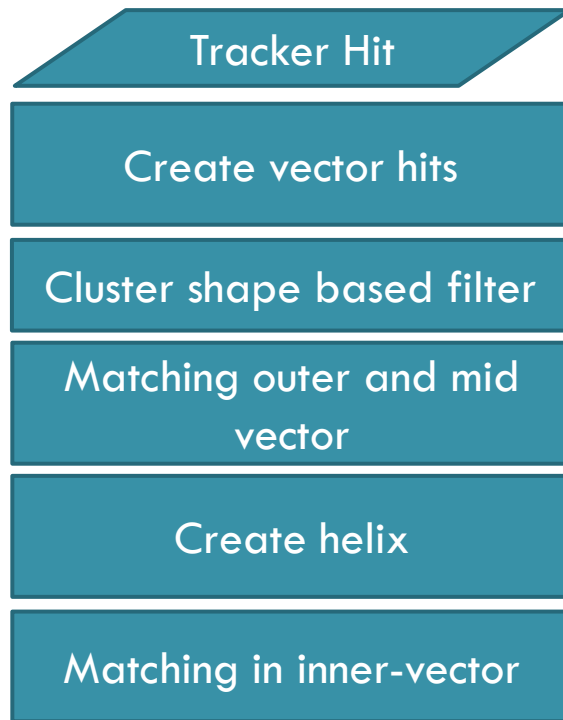 Tracker Hit
Create vector hits
Cluster shape based filter
Matching outer and mid
vector
Create helix
Matching in inner-vector